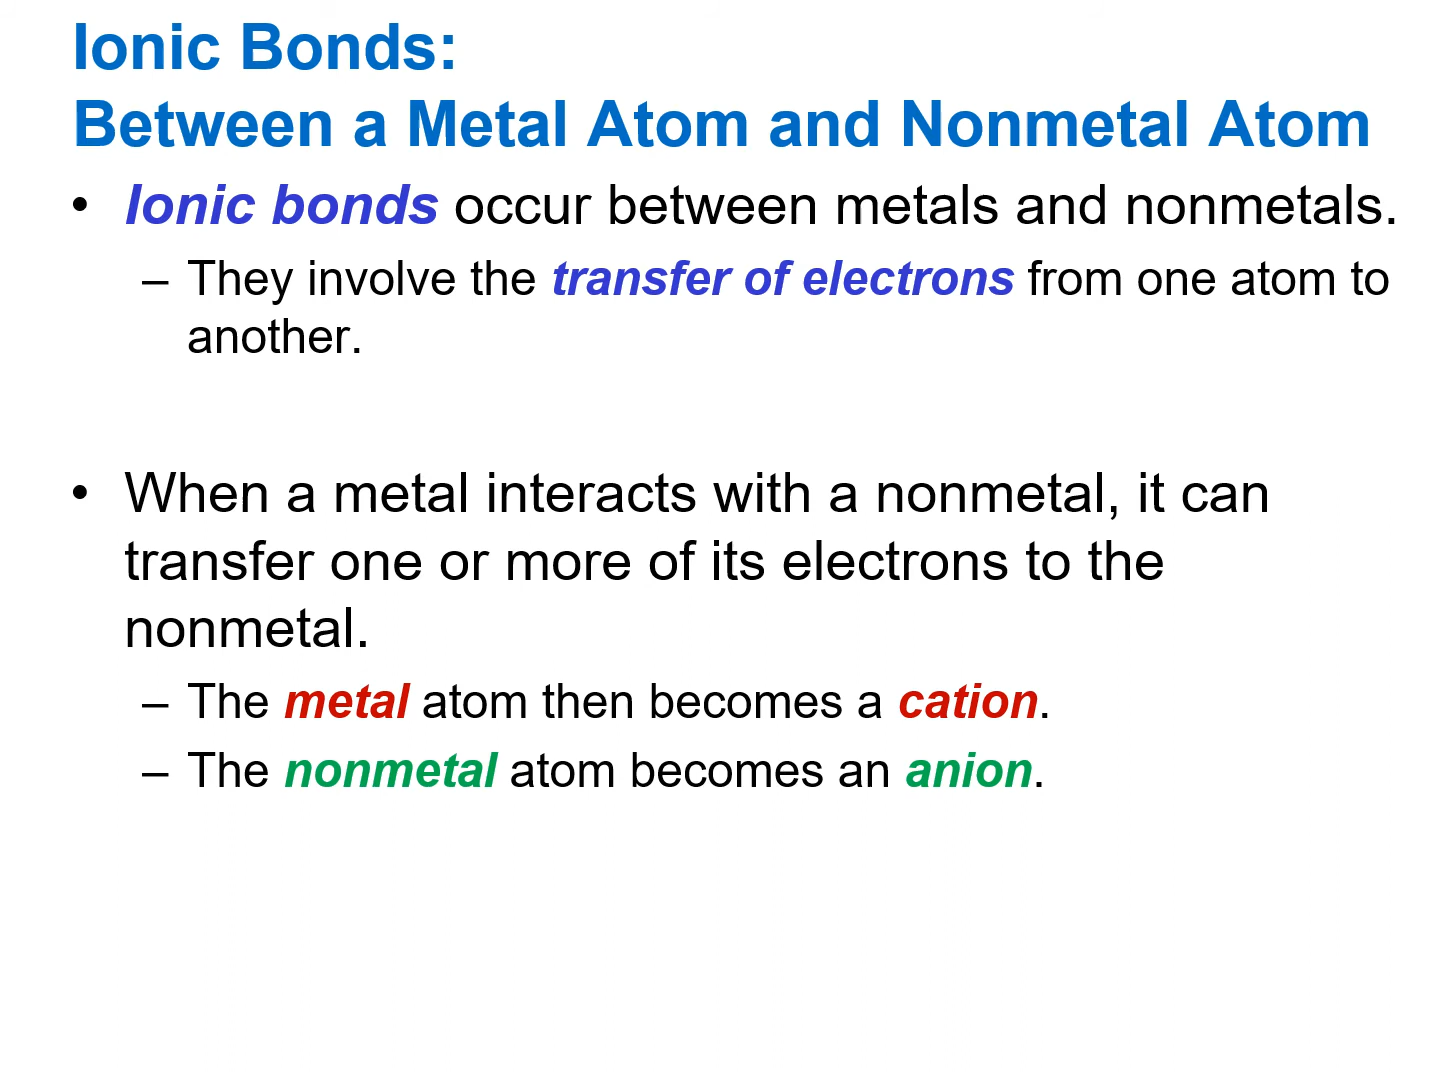 Ionic Bonds:
Between a Metal Atom and Nonmetal Atom
• Ionic bonds occur between metals and nonmetals.
– They involve the transfer of electrons from one atom to
another.
• When a metal interacts with a nonmetal, it can
transfer one or more of its electrons to the
nonmetal.
– The metal atom then becomes a cation.
– The nonmetal atom becomes an anion.